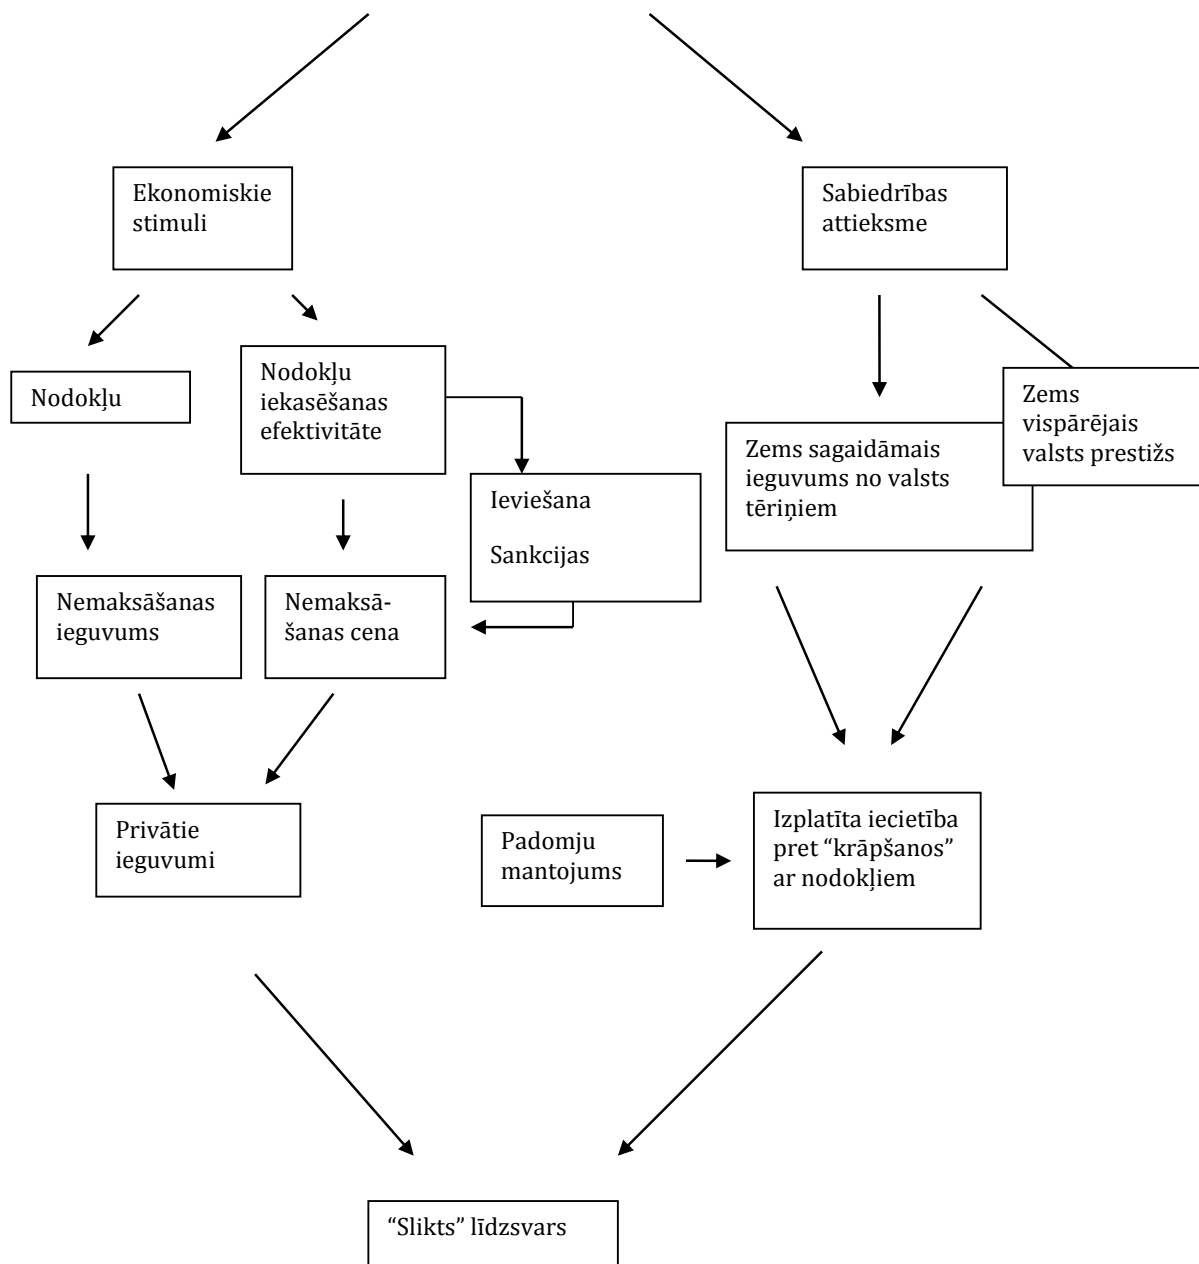 Ekonomiskie
stimuli
Sabiedrības
attieksme
Nodokļu
Nodokļu
iekasēšanas
efektivitāte
Ieviešana
Sankcijas
Zems sagaidāmais
ieguvums no valsts
tēriņiem
Zems
vispārējais
valsts prestižs
Nemaksāšanas
ieguvums
Nemaksā-
šanas cena
Privātie
ieguvumi
Padomju
mantojums
Izplatīta iecietība
pret “krāpšanos”
ar nodokļiem
“Slikts” līdzsvars